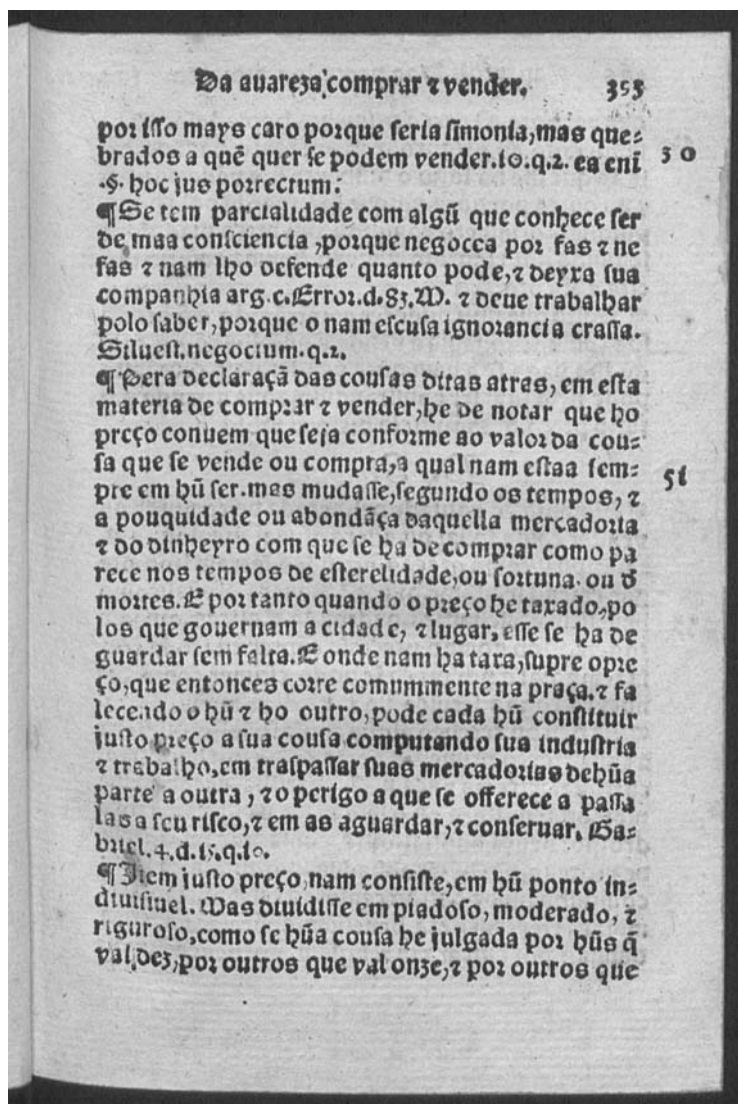 Da auareza, comprar ⁊ vender. 353
por isso mays caro porque seria simonia, mas que=
brados a quẽ quer se podem vender. 10. q. 2. ea eni 30
.§. hoc jus porrectum:
¶ Se tem parcialidade com algũ que conhece ser
de maa consciencia, porque negocea por fas ⁊ ne
fas ⁊ nam lho defende quanto pode, ⁊ deyxa sua
companhia arg. c. Error. d. 83. M. ⁊ deue trabalhar
polo saber, porque o nam escusa ignorancia crassa.
Siluest. negocium. q. 2.
¶ Pera declaraçã das cousas ditas atras, em esta
materia de comprar ⁊ vender, he de notar que ho
preço conuem que seja conforme ao valor da cou=
sa que se vende ou compra, a qual nam estaa sem= 51
pre em hũ ser. mas mudasse, segundo os tempos, ⁊
a pouquidade ou abondãça daquella mercadoria
⁊ do dinheyro com que se ha de comprar como pa
rece nos tempos de esterelidade, ou fortuna. ou d̃
mortes. E por tanto quando o preço he taxado, po
los que gouernam a cidade, ⁊ lugar, esse se ha de
guardar sem falta. E onde nam ha taxa, supre o pre
ço, que entonces corre comummente na praça. ⁊ fa
lecendo o hũ ⁊ ho outro, pode cada hũ constituir
justo preço a sua cousa computando sua industria
⁊ trabalho, em traspassar suas mercadorias de hũa
parte a outra, ⁊ o perigo a que se offerece a passa
las a seu risco, ⁊ em as aguardar, ⁊ conseruar. Ga=
briel. 4. d. 15. q. 10.
¶ Item justo preço, nam consiste, em hũ ponto in=
diuisiuel. Mas diuidisse em piadoso, moderado, ⁊
riguroso, como se hũa cousa he julgada por hũs q̃
val dez, por outros que val onze, ⁊ por outros que